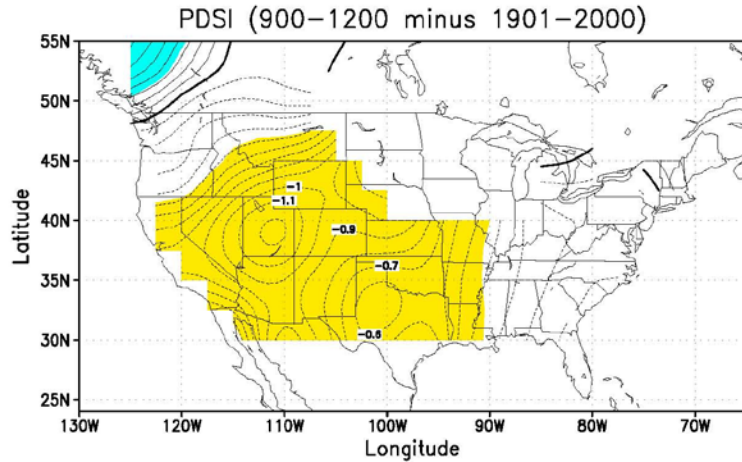 PDSI (900-1200 minus 1901-2000)
55N
50N
45N
40N
35N
30N
25N
Latitude
-1
-1.1
-0.9
-0.7
-0.6
130W 120W 110W 100W 90W 80W 70W
Longitude